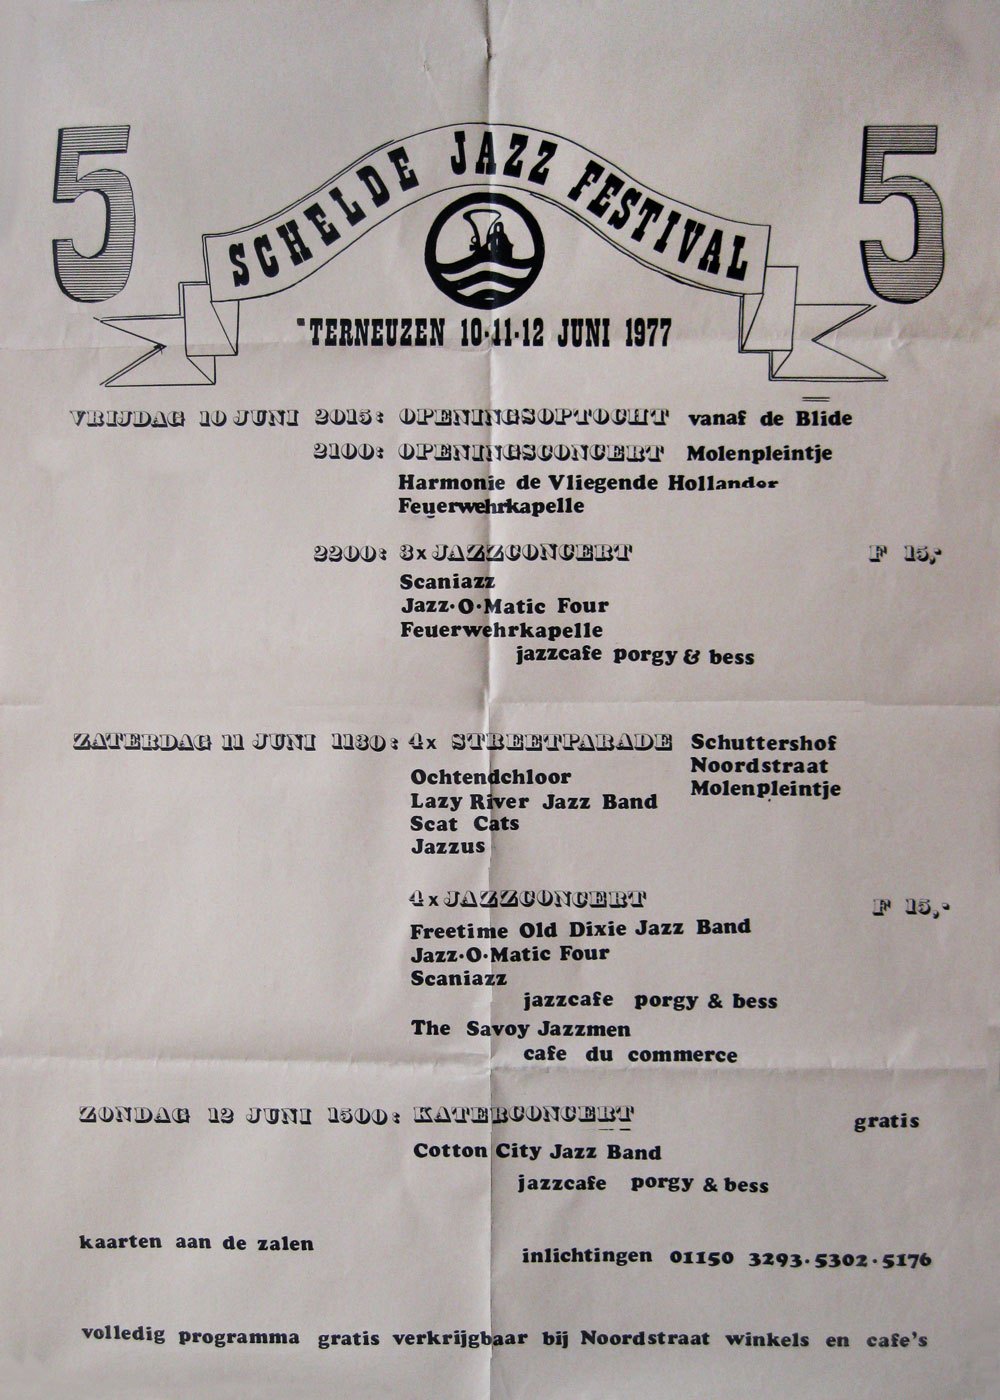 5 SCHELDE JAZZ FESTIVAL 5
TERNEUZEN 10·11·12 JUNI 1977
VRIJDAG 10 JUNI 2015: OPENINGSOPTOCHT vanaf de Blide
2100: OPENINGSCONCERT Molenpleintje
Harmonie de Vliegende Hollander
Feuerwehrkapelle
2200: 3x JAZZCONCERT F 15,-
Scaniazz
Jazz·O·Matic Four
Feuerwehrkapelle
jazzcafe porgy & bess
ZATERDAG 11 JUNI 1130: 4x STREETPARADE Schuttershof
Noordstraat
Molenpleintje
Ochtendchloor
Lazy River Jazz Band
Scat Cats
Jazzus
4x JAZZCONCERT F 15,-
Freetime Old Dixie Jazz Band
Jazz·O·Matic Four
Scaniazz
jazzcafe porgy & bess
The Savoy Jazzmen
cafe du commerce
ZONDAG 12 JUNI 1500: KATERCONCERT gratis
Cotton City Jazz Band
jazzcafe porgy & bess
kaarten aan de zalen
inlichtingen 01150 3293·5302·5176
volledig programma gratis verkrijgbaar bij Noordstraat winkels en cafe's